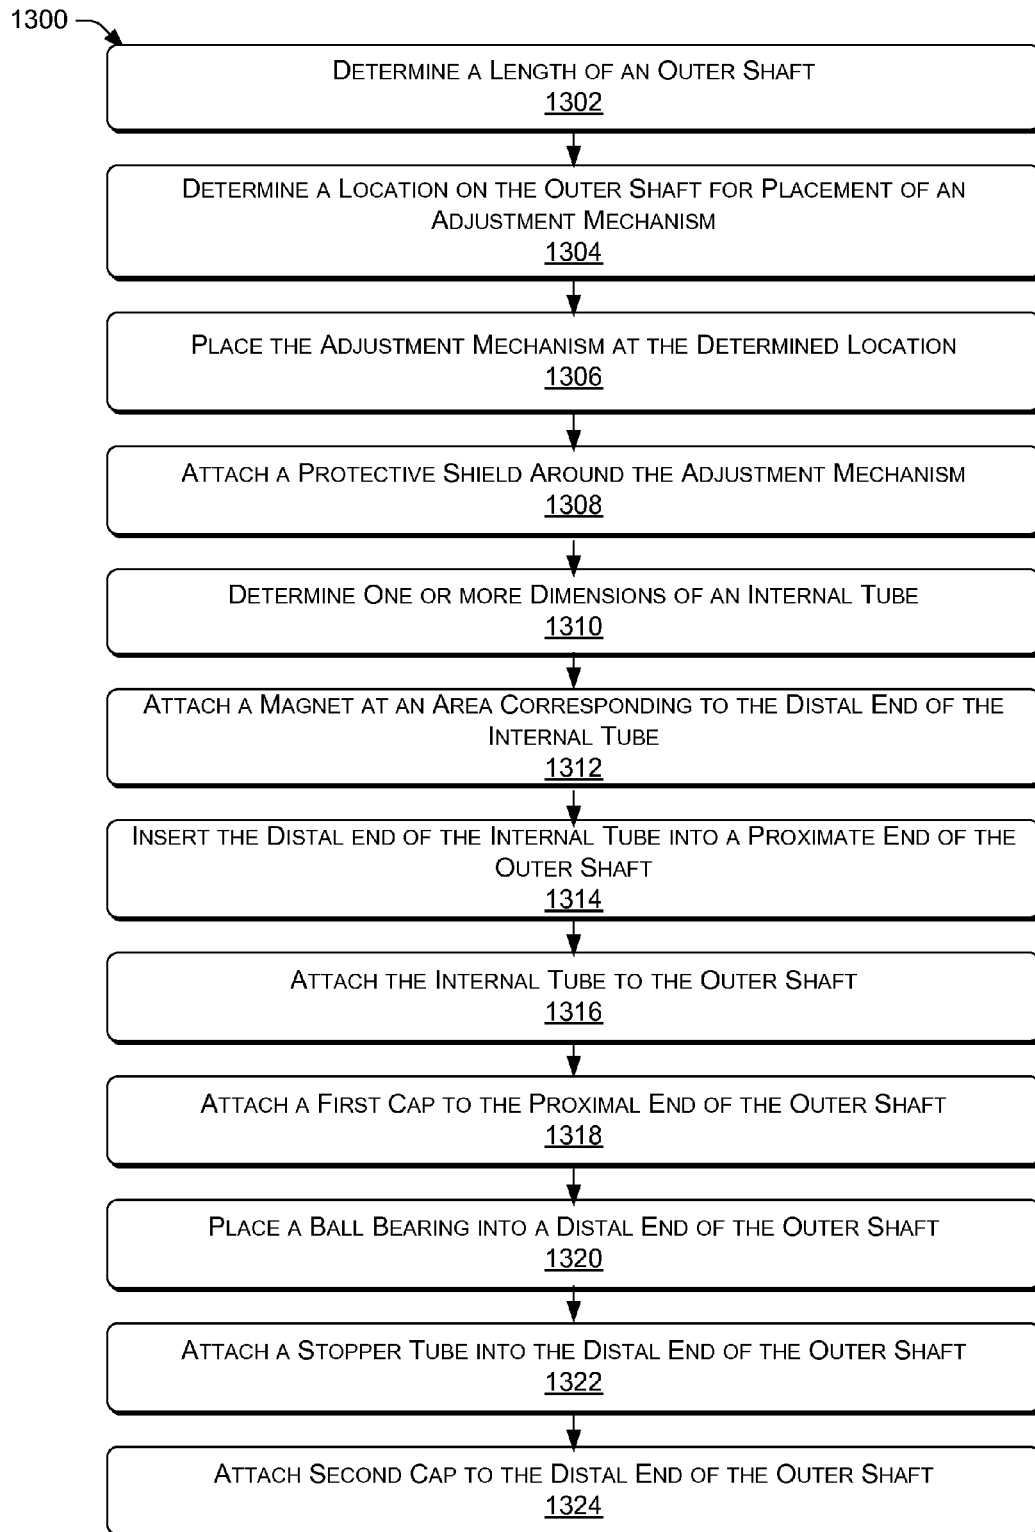 1300
DETERMINE A LENGTH OF AN OUTER SHAFT
1302
DETERMINE A LOCATION ON THE OUTER SHAFT FOR PLACEMENT OF AN
ADJUSTMENT MECHANISM
1304
PLACE THE ADJUSTMENT MECHANISM AT THE DETERMINED LOCATION
1306
ATTACH A PROTECTIVE SHIELD AROUND THE ADJUSTMENT MECHANISM
1308
DETERMINE ONE OR MORE DIMENSIONS OF AN INTERNAL TUBE
1310
ATTACH A MAGNET AT AN AREA CORRESPONDING TO THE DISTAL END OF THE
INTERNAL TUBE
1312
INSERT THE DISTAL END OF THE INTERNAL TUBE INTO A PROXIMATE END OF THE
OUTER SHAFT
1314
ATTACH THE INTERNAL TUBE TO THE OUTER SHAFT
1316
ATTACH A FIRST CAP TO THE PROXIMAL END OF THE OUTER SHAFT
1318
PLACE A BALL BEARING INTO A DISTAL END OF THE OUTER SHAFT
1320
ATTACH A STOPPER TUBE INTO THE DISTAL END OF THE OUTER SHAFT
1322
ATTACH SECOND CAP TO THE DISTAL END OF THE OUTER SHAFT
1324